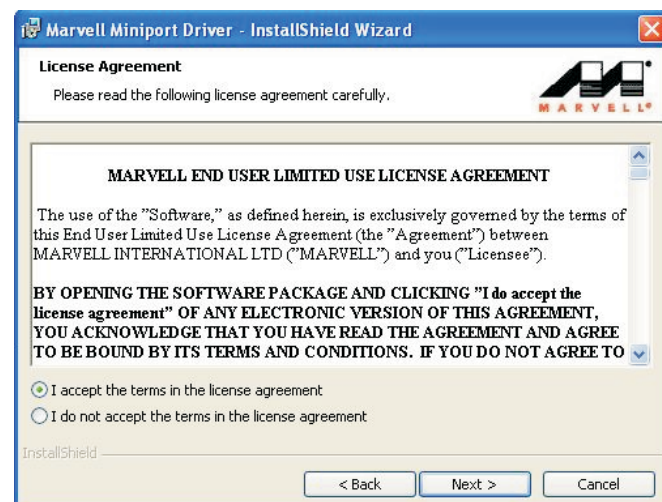 Marvell Miniport Driver - InstallShield Wizard
License Agreement
Please read the following license agreement carefully.
MARVELL®
MARVELL END USER LIMITED USE LICENSE AGREEMENT
The use of the "Software," as defined herein, is exclusively governed by the terms of
this End User Limited Use License Agreement (the "Agreement") between
MARVELL INTERNATIONAL LTD ("MARVELL") and you ("Licensee").
BY OPENING THE SOFTWARE PACKAGE AND CLICKING "I do accept the
license agreement" OF ANY ELECTRONIC VERSION OF THIS AGREEMENT,
YOU ACKNOWLEDGE THAT YOU HAVE READ THE AGREEMENT AND AGREE
TO BE BOUND BY ITS TERMS AND CONDITIONS. IF YOU DO NOT AGREE TO
I accept the terms in the license agreement
I do not accept the terms in the license agreement
InstallShield
< Back Next > Cancel